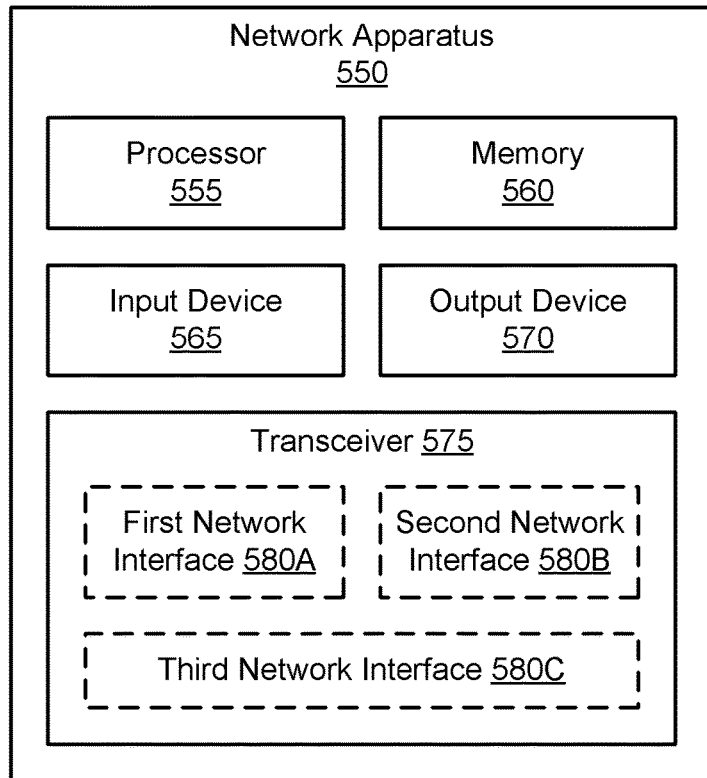 Network Apparatus
550
Processor
555
Memory
560
Input Device
565
Output Device
570
Transceiver 575
First Network
Interface 580A
Second Network
Interface 580B
Third Network Interface 580C